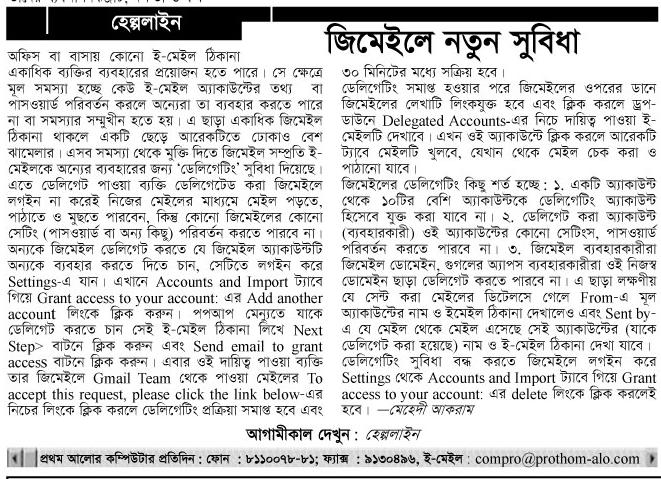 হেল্পলাইন
জিমেইলে নতুন সুবিধা
অফিস বা বাসায় কোনো ই-মেইল ঠিকানা
একাধিক ব্যক্তির ব্যবহারের প্রয়োজন হতে পারে। সে ক্ষেত্রে
মূল সমস্যা হচ্ছে কেউ ই-মেইল অ্যাকাউন্টের তথ্য বা
পাসওয়ার্ড পরিবর্তন করলে অন্যেরা তা ব্যবহার করতে পারে
না বা সমস্যার সম্মুখীন হতে হয়। এ ছাড়া একাধিক জিমেইল
ঠিকানা থাকলে একটি ছেড়ে আরেকটিতে ঢোকাও বেশ
ঝামেলার। এসব সমস্যা থেকে মুক্তি দিতে জিমেইল সম্প্রতি ই-
মেইলকে অন্যের ব্যবহারের জন্য ‘ডেলিগেটিং’ সুবিধা দিয়েছে।
এতে ডেলিগেট পাওয়া ব্যক্তি ডেলিগেটেড করা জিমেইলে
লগইন না করেই নিজের মেইলের মাধ্যমে মেইল পড়তে,
পাঠাতে ও মুছতে পারবেন, কিন্তু কোনো জিমেইলের কোনো
সেটিং (পাসওয়ার্ড বা অন্য কিছু) পরিবর্তন করতে পারবে না।
অন্যকে জিমেইল ডেলিগেট করতে যে জিমেইল অ্যাকাউন্টটি
অন্যকে ব্যবহার করতে দিতে চান, সেটিতে লগইন করে
Settings-এ যান। এখানে Accounts and Import ট্যাবে
গিয়ে Grant access to your account: এর Add another
account লিংকে ক্লিক করুন। পপআপ মেন্যুতে যাকে
ডেলিগেট করতে চান সেই ই-মেইল ঠিকানা লিখে Next
Step> বাটনে ক্লিক করুন এবং Send email to grant
access বাটনে ক্লিক করুন। এবার ওই দায়িত্ব পাওয়া ব্যক্তি
তার জিমেইলে Gmail Team থেকে পাওয়া মেইলের To
accept this request, please click the link below-এর
নিচের লিংকে ক্লিক করলে ডেলিগেটিং প্রক্রিয়া সমাপ্ত হবে এবং
৩০ মিনিটের মধ্যে সক্রিয় হবে।
ডেলিগেটিং সমাপ্ত হওয়ার পরে জিমেইলের ওপরের ডানে
জিমেইলের লেখাটি লিংকযুক্ত হবে এবং ক্লিক করলে ড্রপ-
ডাউনে Delegated Accounts-এর নিচে দায়িত্ব পাওয়া ই-
মেইলটি দেখাবে। এখন ওই অ্যাকাউন্টে ক্লিক করলে আরেকটি
ট্যাবে মেইলটি খুলবে, যেখান থেকে মেইল চেক করা ও
পাঠানো যাবে।
জিমেইলের ডেলিগেটিং কিছু শর্ত হচ্ছে : ১. একটি অ্যাকাউন্ট
থেকে ১০টির বেশি অ্যাকাউন্টকে ডেলিগেটিং অ্যাকাউন্ট
হিসেবে যুক্ত করা যাবে না। ২. ডেলিগেট করা অ্যাকাউন্ট
(ব্যবহারকারী) ওই অ্যাকাউন্টের কোনো সেটিংস, পাসওয়ার্ড
পরিবর্তন করতে পারবে না। ৩. জিমেইল ব্যবহারকারীরা
জিমেইল ডোমেইন, গুগলের অ্যাপস ব্যবহারকারীরা ওই নিজস্ব
ডোমেইন ছাড়া ডেলিগেট করতে পারবে না। এ ছাড়া লক্ষণীয়
যে সেন্ট করা মেইলের ডিটেলসে গেলে From-এ মূল
অ্যাকাউন্টের নাম ও ইমেইল ঠিকানা দেখালেও এবং Sent by-
এ যে মেইল থেকে মেইল এসেছে সেই অ্যাকাউন্টের (যাকে
ডেলিগেট করা হয়েছে) নাম ও ই-মেইল ঠিকানা দেখা যাবে।
ডেলিগেটিং সুবিধা বন্ধ করতে জিমেইলে লগইন করে
Settings থেকে Accounts and Import ট্যাবে গিয়ে Grant
access to your account: এর delete লিংকে ক্লিক করলেই
হবে। —মেহেদী আকরাম
আগামীকাল দেখুন : হেল্পলাইন
প্রথম আলোর কম্পিউটার প্রতিদিন : ফোন : ৮১১০০৭৮-৮১; ফ্যাক্স : ৯১৩০৪৯৬, ই-মেইল : compro@prothom-alo.com